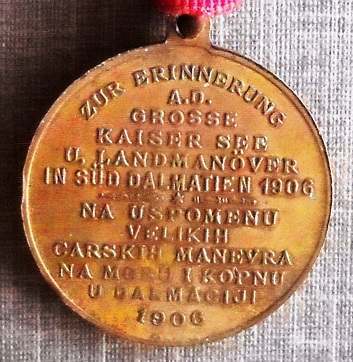 ZUR ERINNERUNG
A.D.
GROSSE
KAISER SEE
U. LANDMANÖVER
IN SÜD DALMATIEN 1906
NA USPOMENU
VELIKIH
CARSKIH MANEVRA
NA MORU I KOPNU
U DALMACIJI
1906